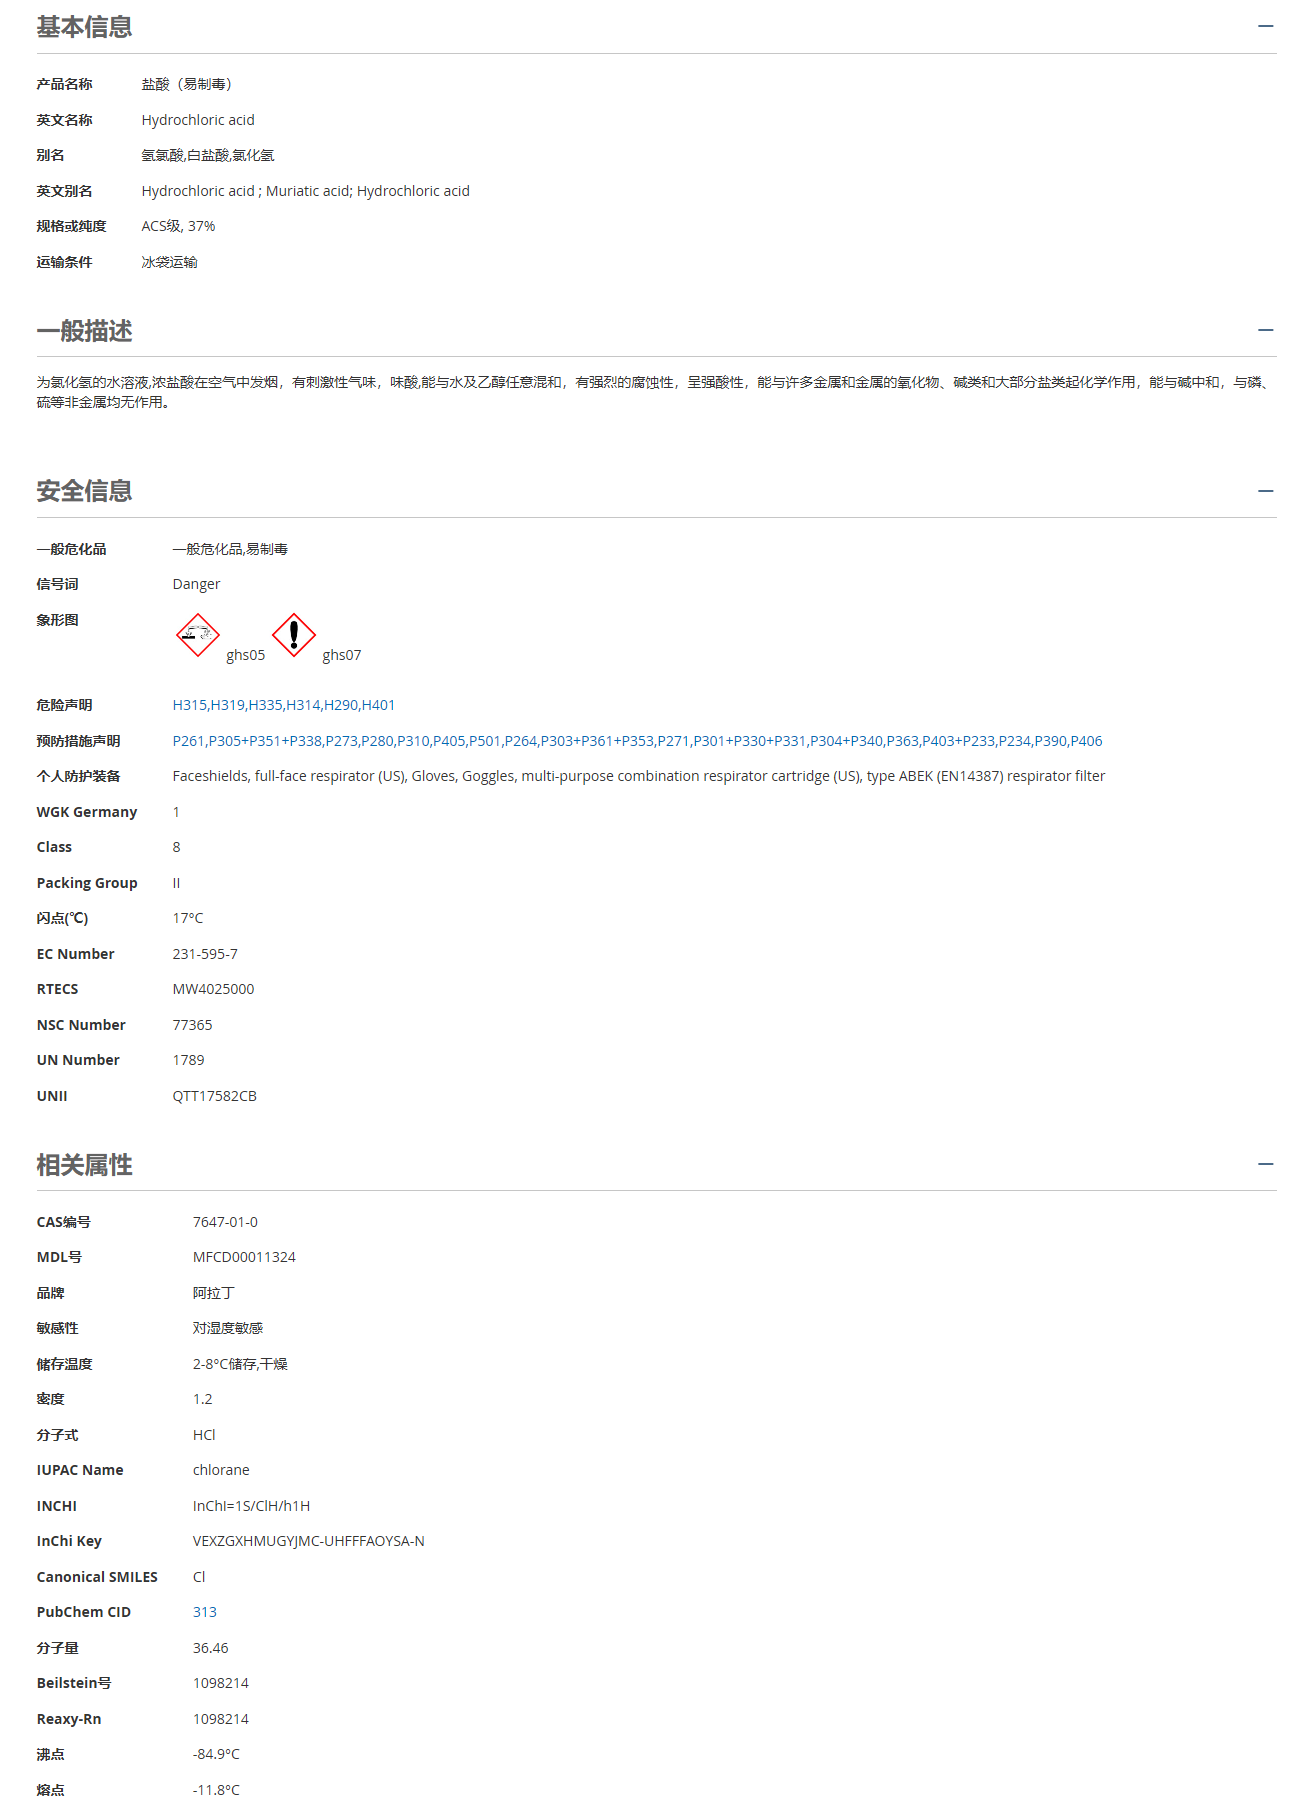 基本信息
产品名称 盐酸（易制毒）
英文名称 Hydrochloric acid
别名 氢氯酸,白盐酸,氯化氢
英文别名 Hydrochloric acid ; Muriatic acid; Hydrochloric acid
规格或纯度 ACS级, 37%
运输条件 冰袋运输
一般描述
为氯化氢的水溶液,浓盐酸在空气中发烟，有刺激性气味，味酸,能与水及乙醇任意混和，有强烈的腐蚀性，呈强酸性，能与许多金属和金属的氧化物、碱类和大部分盐类起化学作用，能与碱中和，与磷、
硫等非金属均无作用。
安全信息
一般危化品 一般危化品,易制毒
信号词 Danger
象形图
ghs05 ghs07
危险声明 H315,H319,H335,H314,H290,H401
预防措施声明 P261,P305+P351+P338,P273,P280,P310,P405,P501,P264,P303+P361+P353,P271,P301+P330+P331,P304+P340,P363,P403+P233,P234,P390,P406
个人防护装备 Faceshields, full-face respirator (US), Gloves, Goggles, multi-purpose combination respirator cartridge (US), type ABEK (EN14387) respirator filter
WGK Germany 1
Class 8
Packing Group II
闪点(℃) 17°C
EC Number 231-595-7
RTECS MW4025000
NSC Number 77365
UN Number 1789
UNII QTT17582CB
相关属性
CAS编号 7647-01-0
MDL号 MFCD00011324
品牌 阿拉丁
敏感性 对湿度敏感
储存温度 2-8°C储存,干燥
密度 1.2
分子式 HCl
IUPAC Name chlorane
INCHI InChI=1S/ClH/h1H
InChi Key VEXZGXHMUGYJMC-UHFFFAOYSA-N
Canonical SMILES Cl
PubChem CID 313
分子量 36.46
Beilstein号 1098214
Reaxy-Rn 1098214
沸点 -84.9°C
熔点 -11.8°C